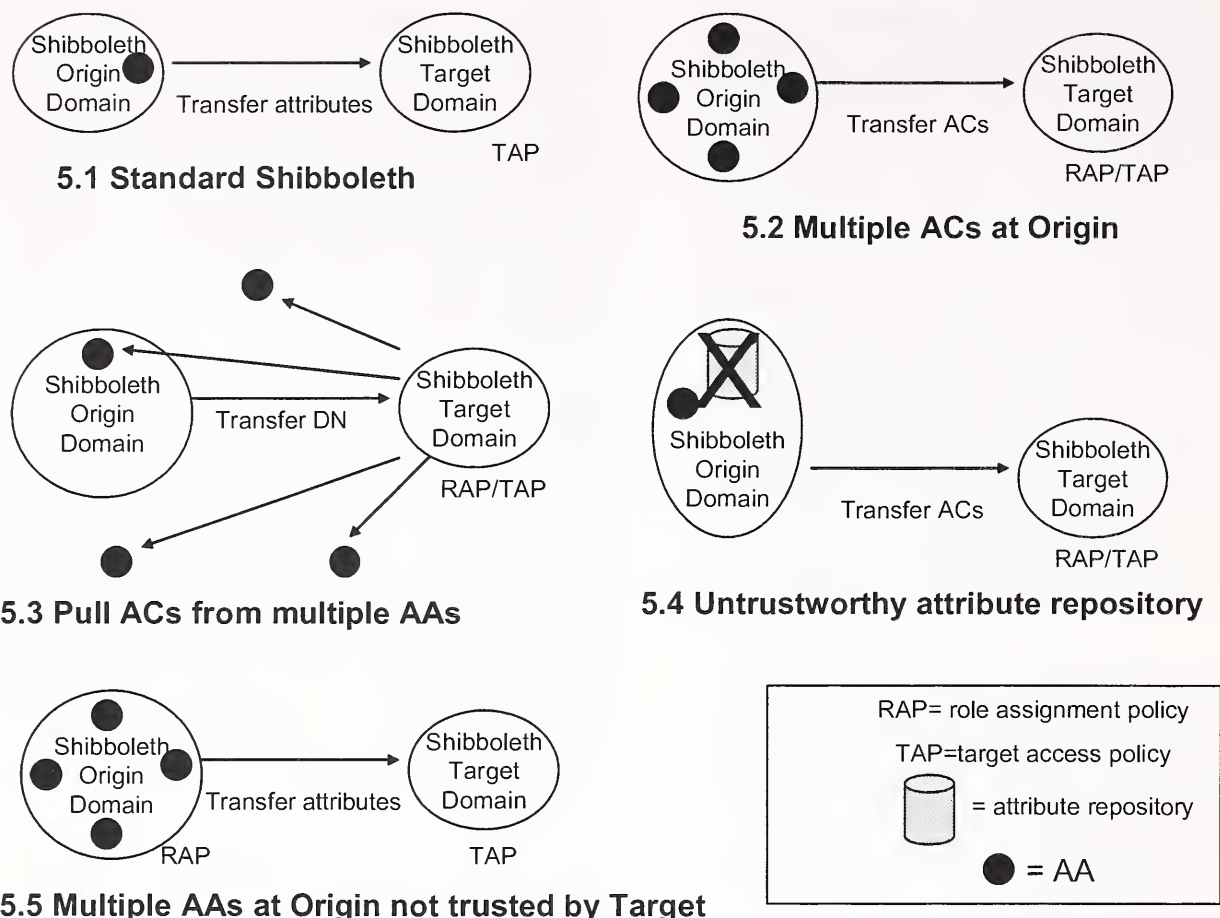 Shibboleth
Origin
Domain
Transfer attributes
Shibboleth
Target
Domain
TAP
5.1 Standard Shibboleth
Shibboleth
Origin
Domain
Transfer ACs
Shibboleth
Target
Domain
RAP/TAP
5.2 Multiple ACs at Origin
Shibboleth
Origin
Domain
Transfer DN
Shibboleth
Target
Domain
RAP/TAP
5.3 Pull ACs from multiple AAs
Shibboleth
Origin
Domain
Transfer ACs
Shibboleth
Target
Domain
RAP/TAP
5.4 Untrustworthy attribute repository
Shibboleth
Origin
Domain
RAP
Transfer attributes
Shibboleth
Target
Domain
TAP
5.5 Multiple AAs at Origin not trusted by Target
RAP= role assignment policy
TAP=target access policy
= attribute repository
= AA